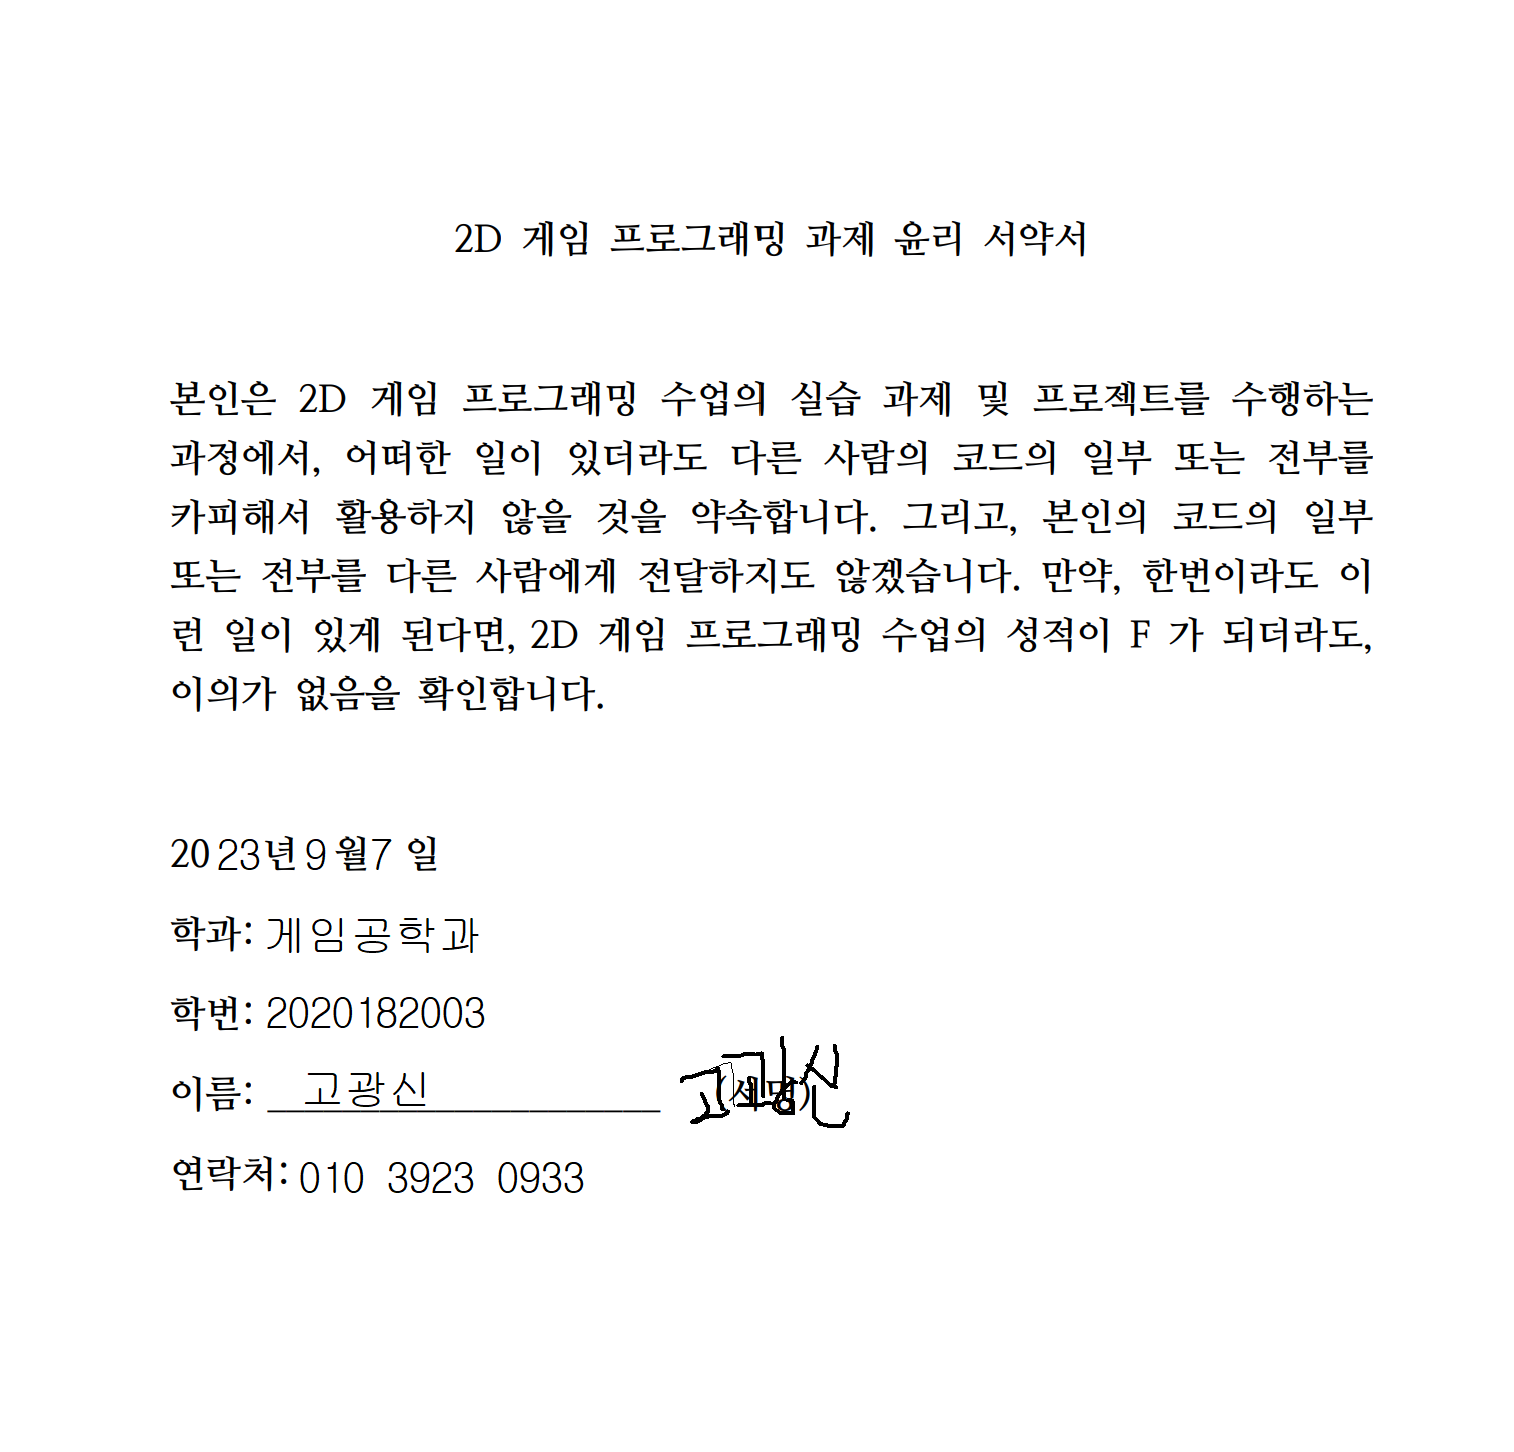 2D 게임 프로그래밍 과제 윤리 서약서
본인은 2D 게임 프로그래밍 수업의 실습 과제 및 프로젝트를 수행하는
과정에서, 어떠한 일이 있더라도 다른 사람의 코드의 일부 또는 전부를
카피해서 활용하지 않을 것을 약속합니다. 그리고, 본인의 코드의 일부
또는 전부를 다른 사람에게 전달하지도 않겠습니다. 만약, 한번이라도 이
런 일이 있게 된다면, 2D 게임 프로그래밍 수업의 성적이 F 가 되더라도,
이의가 없음을 확인합니다.
2023년 9월7 일
학과: 게임공학과
학번: 2020182003
이름: 고광신 (서명) 고광신
연락처: 010 3923 0933